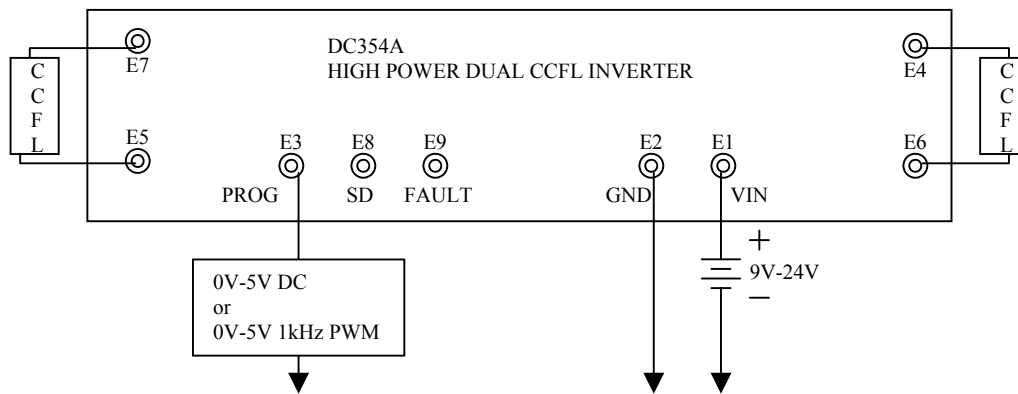 DC354A
HIGH POWER DUAL CCFL INVERTER
E7
E4
C
C
F
L
C
C
F
L
E5
E3
E8
E9
E2
E1
E6
PROG
SD
FAULT
GND
VIN
+
9V-24V
—
0V-5V DC
or
0V-5V 1kHz PWM